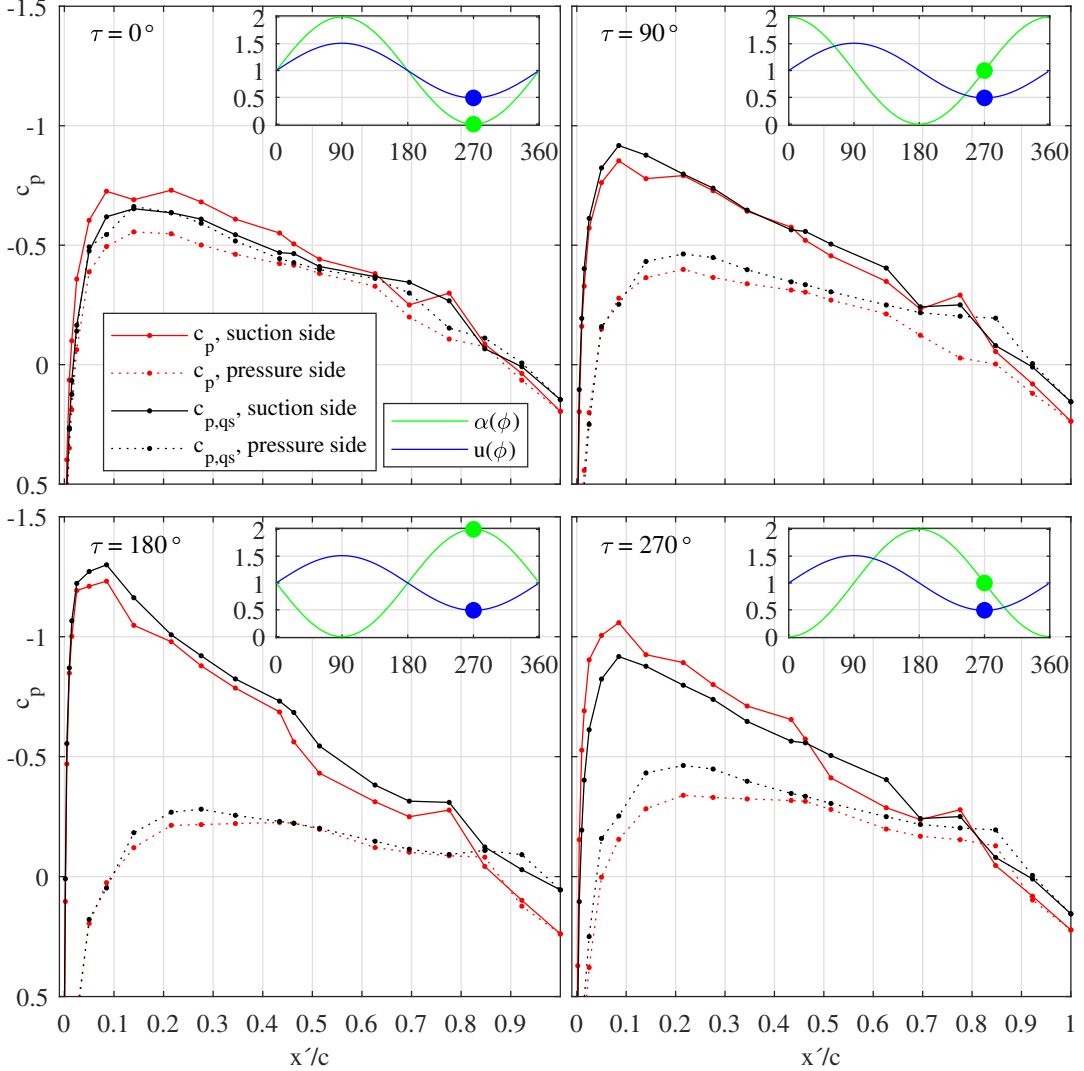 -1.5
-1
-0.5
0
0.5
c_p
τ = 0°
2
1.5
1
0.5
0
0 90 180 270 360
c_p, suction side
c_p, pressure side
c_p,qs, suction side
c_p,qs, pressure side
α(ϕ)
u(ϕ)
τ = 90°
2
1.5
1
0.5
0
0 90 180 270 360
-1.5
-1
-0.5
0
0.5
c_p
τ = 180°
2
1.5
1
0.5
0
0 90 180 270 360
0 0.1 0.2 0.3 0.4 0.5 0.6 0.7 0.8 0.9
x´/c
τ = 270°
2
1.5
1
0.5
0
0 90 180 270 360
0 0.1 0.2 0.3 0.4 0.5 0.6 0.7 0.8 0.9 1
x´/c